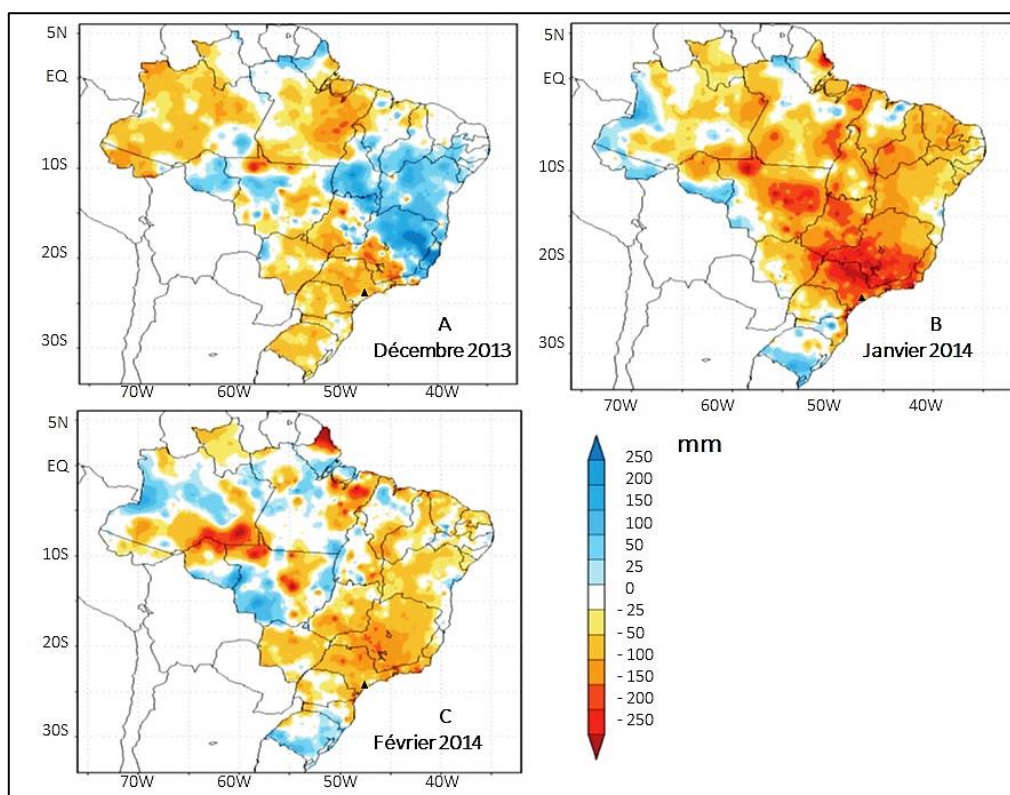 5N
EQ
10S
20S
30S
70W 60W 50W 40W
A
Décembre 2013
5N
EQ
10S
20S
30S
70W 60W 50W 40W
B
Janvier 2014
5N
EQ
10S
20S
30S
70W 60W 50W 40W
C
Février 2014
mm
250
200
100
50
25
0
- 25
- 50
- 100
- 150
- 200
- 250